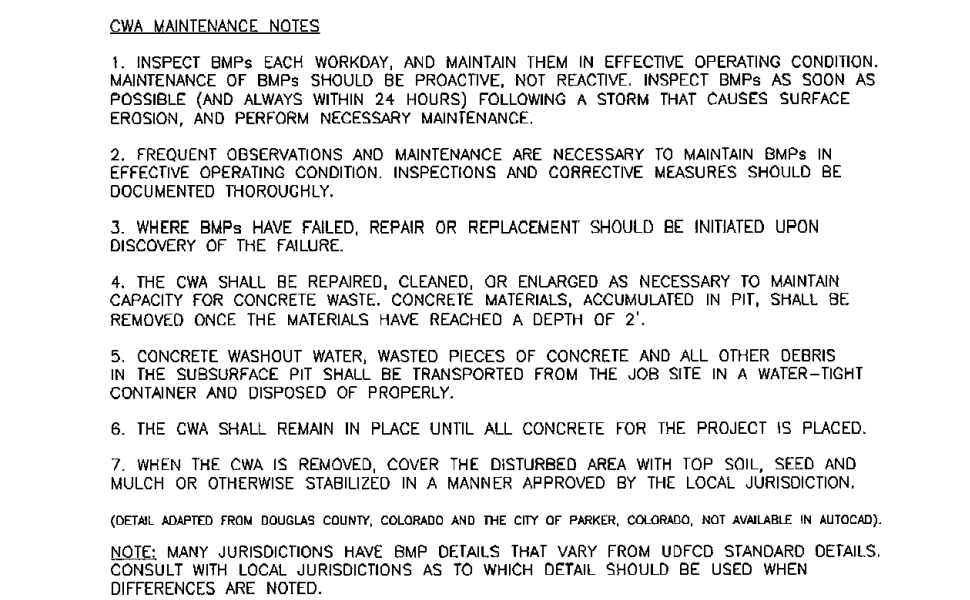 CWA MAINTENANCE NOTES
1. INSPECT BMPs EACH WORKDAY, AND MAINTAIN THEM IN EFFECTIVE OPERATING CONDITION.
MAINTENANCE OF BMPs SHOULD BE PROACTIVE, NOT REACTIVE. INSPECT BMPs AS SOON AS
POSSIBLE (AND ALWAYS WITHIN 24 HOURS) FOLLOWING A STORM THAT CAUSES SURFACE
EROSION, AND PERFORM NECESSARY MAINTENANCE.
2. FREQUENT OBSERVATIONS AND MAINTENANCE ARE NECESSARY TO MAINTAIN BMPs IN
EFFECTIVE OPERATING CONDITION. INSPECTIONS AND CORRECTIVE MEASURES SHOULD BE
DOCUMENTED THOROUGHLY.
3. WHERE BMPs HAVE FAILED, REPAIR OR REPLACEMENT SHOULD BE INITIATED UPON
DISCOVERY OF THE FAILURE.
4. THE CWA SHALL BE REPAIRED, CLEANED, OR ENLARGED AS NECESSARY TO MAINTAIN
CAPACITY FOR CONCRETE WASTE. CONCRETE MATERIALS, ACCUMULATED IN PIT, SHALL BE
REMOVED ONCE THE MATERIALS HAVE REACHED A DEPTH OF 2'.
5. CONCRETE WASHOUT WATER, WASTED PIECES OF CONCRETE AND ALL OTHER DEBRIS
IN THE SUBSURFACE PIT SHALL BE TRANSPORTED FROM THE JOB SITE IN A WATER-TIGHT
CONTAINER AND DISPOSED OF PROPERLY.
6. THE CWA SHALL REMAIN IN PLACE UNTIL ALL CONCRETE FOR THE PROJECT IS PLACED.
7. WHEN THE CWA IS REMOVED, COVER THE DISTURBED AREA WITH TOP SOIL, SEED AND
MULCH OR OTHERWISE STABILIZED IN A MANNER APPROVED BY THE LOCAL JURISDICTION.
(DETAIL ADAPTED FROM DOUGLAS COUNTY, COLORADO AND THE CITY OF PARKER, COLORADO, NOT AVAILABLE IN AUTOCAD).
NOTE: MANY JURISDICTIONS HAVE BMP DETAILS THAT VARY FROM UDFCD STANDARD DETAILS.
CONSULT WITH LOCAL JURISDICTIONS AS TO WHICH DETAIL SHOULD BE USED WHEN
DIFFERENCES ARE NOTED.